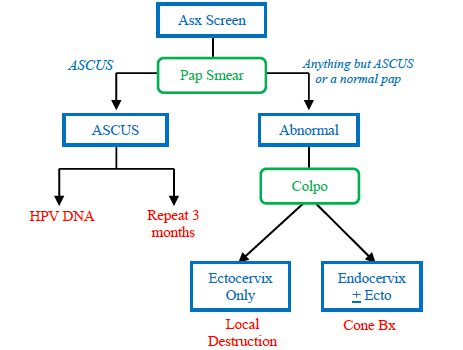 Asx Screen
ASCUS
Pap Smear
Anything but ASCUS
or a normal pap
ASCUS
Abnormal
Colpo
HPV DNA
Repeat 3
months
Ectocervix
Only
Endocervix
± Ecto
Local
Destruction
Cone Bx